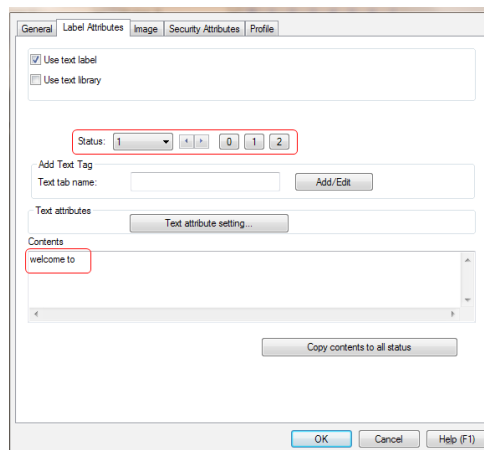 General Label Attributes Image Security Attributes Profile
Use text label
Use text library
Status: 1 0 1 2
Add Text Tag
Text tab name: Add/Edit
Text attributes
Text attribute setting...
Contents
welcome to
Copy contents to all status
OK Cancel Help (F1)